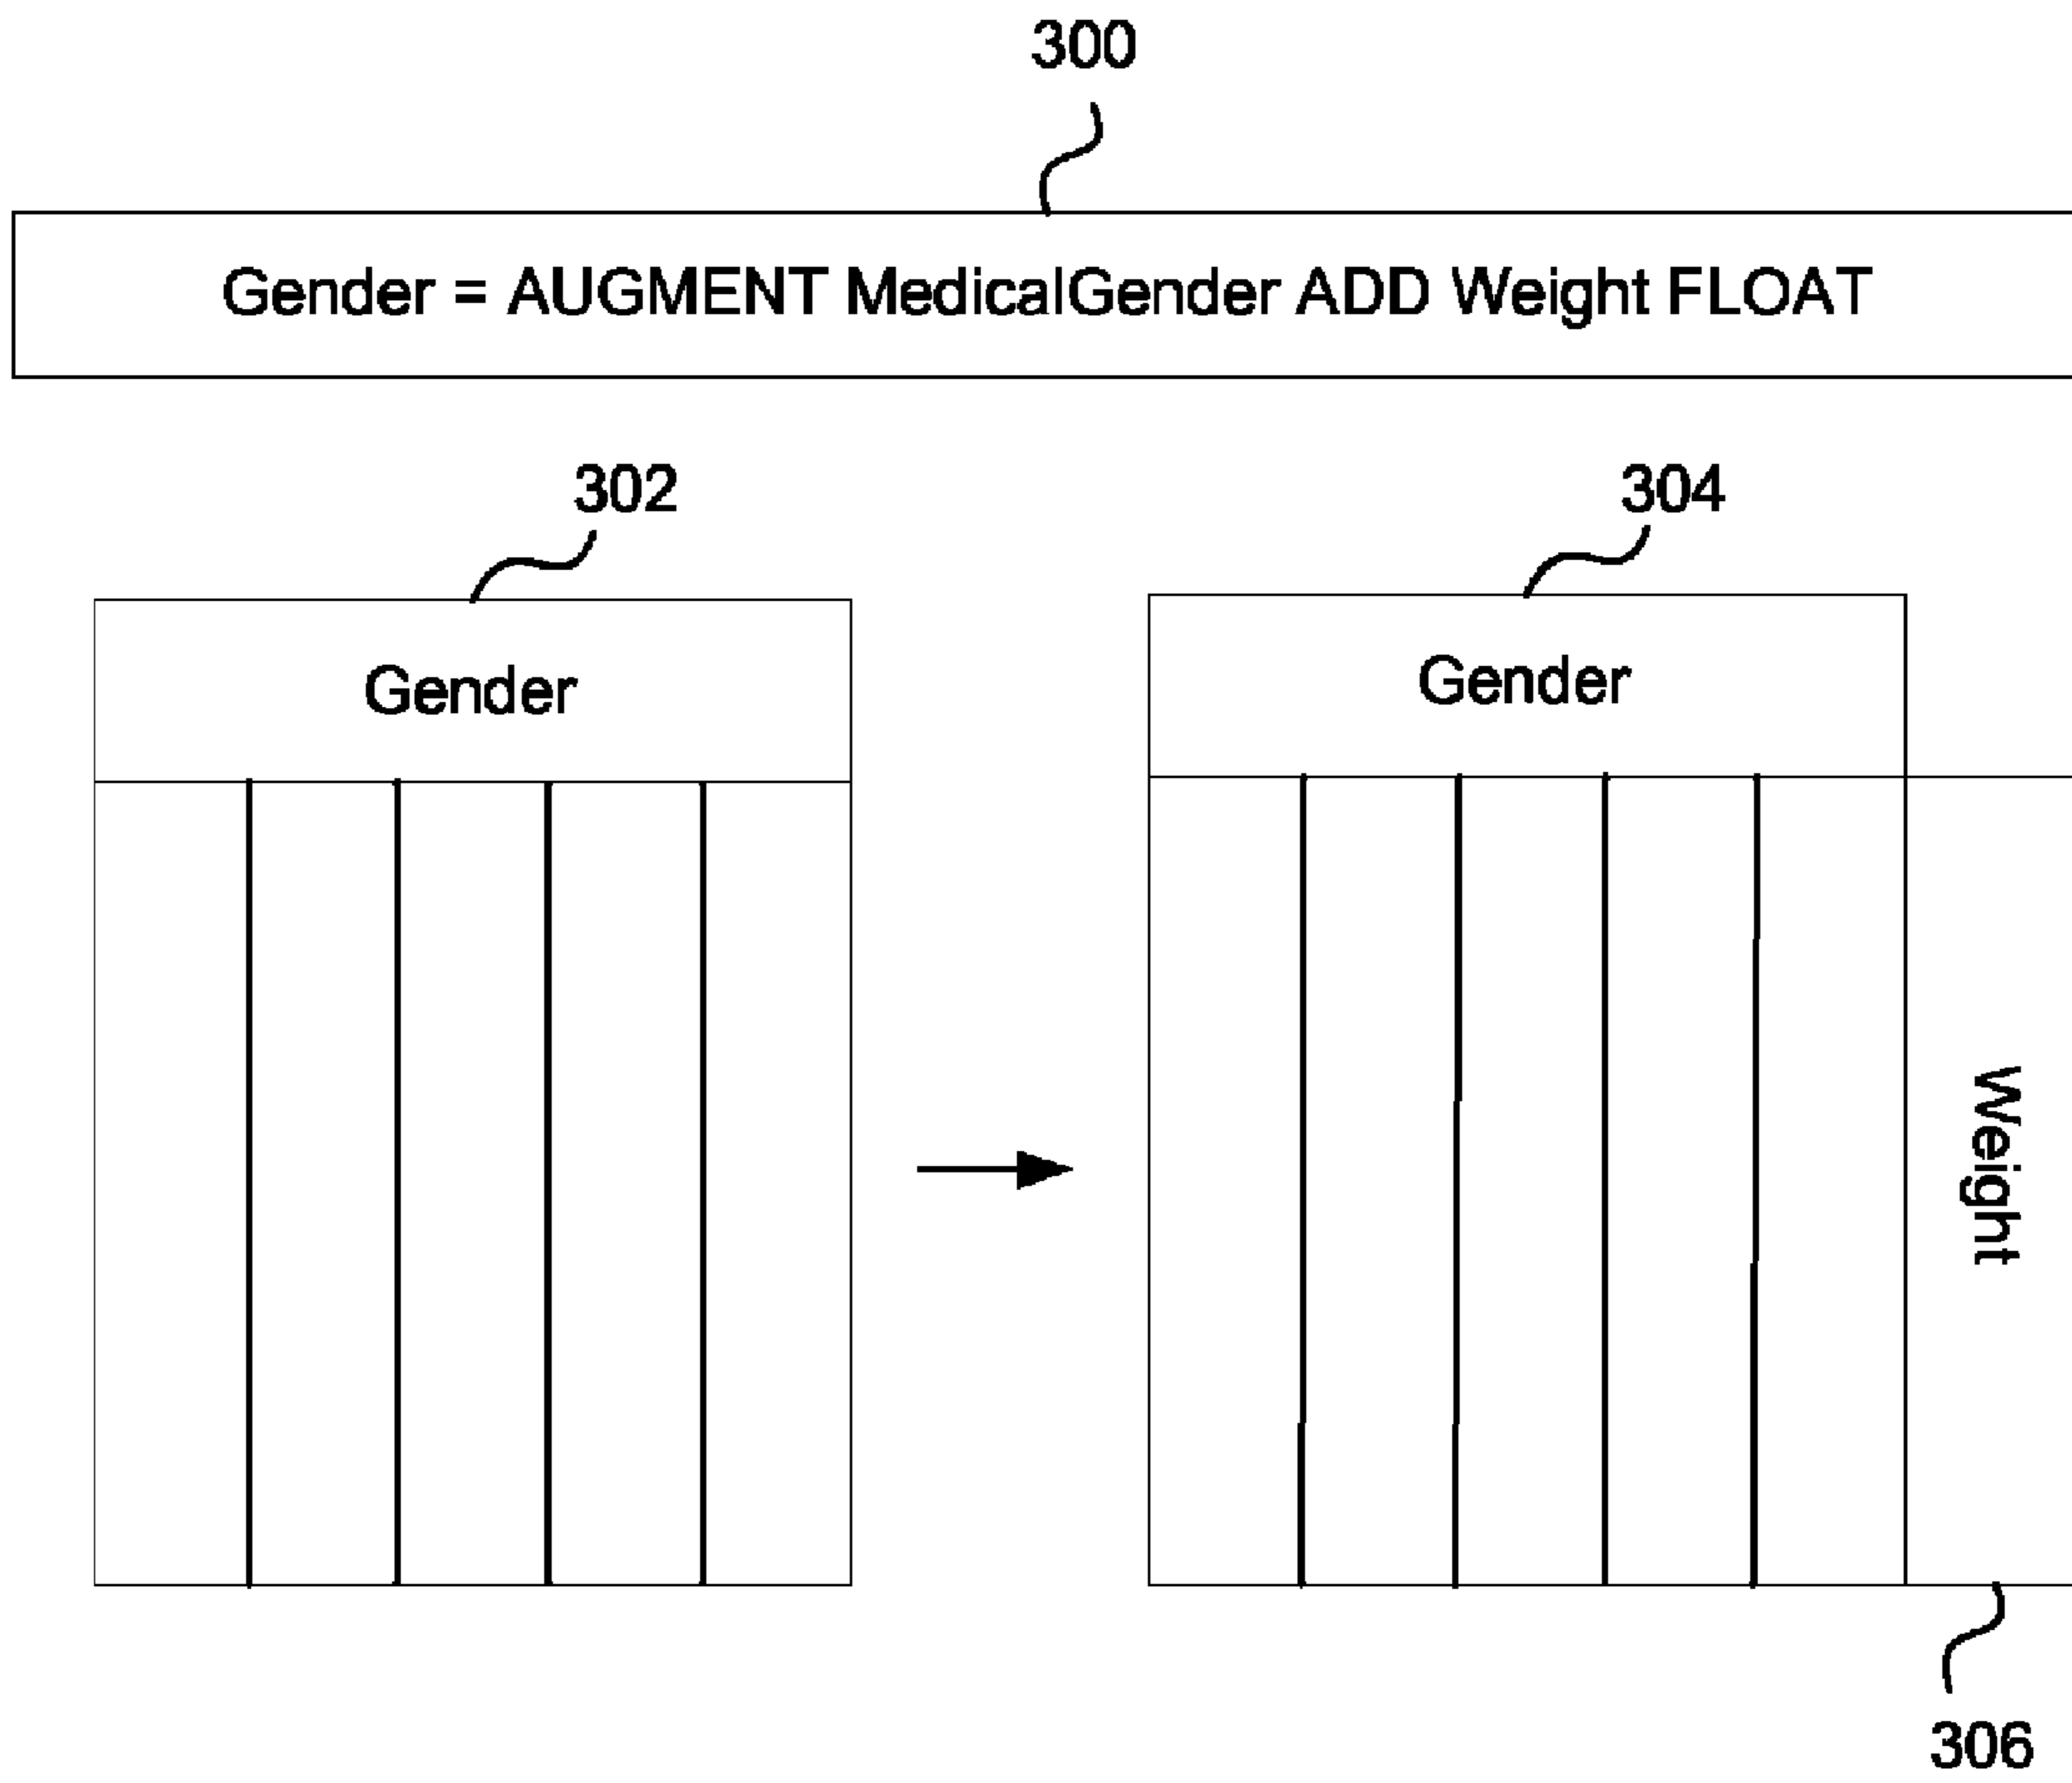 300
Gender = AUGMENT MedicalGender ADD Weight FLOAT
302
304
Gender
Gender
Weight
306